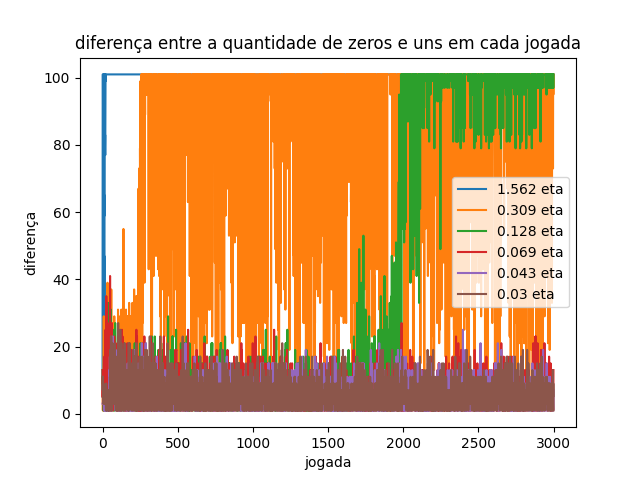 diferença entre a quantidade de zeros e uns em cada jogada
100
80
60
40
20
0
diferença
1.562 eta
0.309 eta
0.128 eta
0.069 eta
0.043 eta
0.03 eta
0 500 1000 1500 2000 2500 3000
jogada